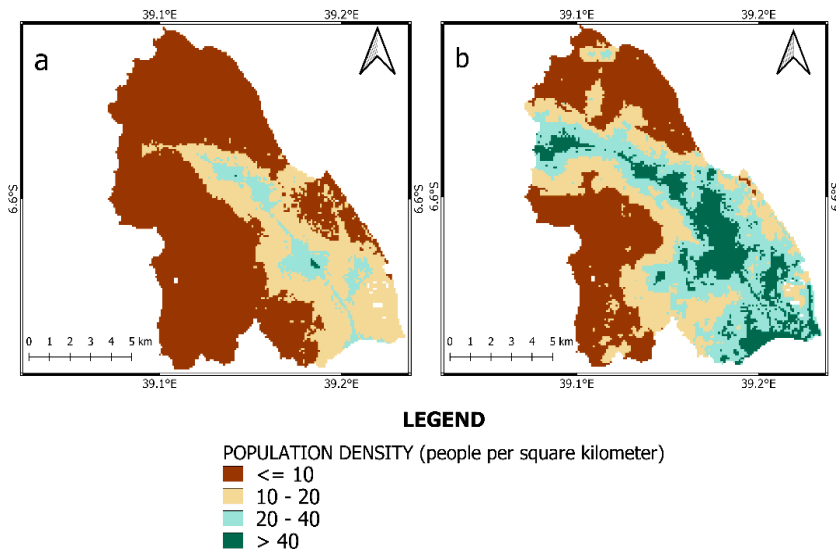 39.1°E 39.2°E 39.1°E 39.2°E
a b
6.6°S 6.6°S 6.6°S
0 1 2 3 4 5 km 0 1 2 3 4 5 km
39.1°E 39.2°E 39.1°E 39.2°E
LEGEND
POPULATION DENSITY (people per square kilometer)
<= 10
10 - 20
20 - 40
> 40